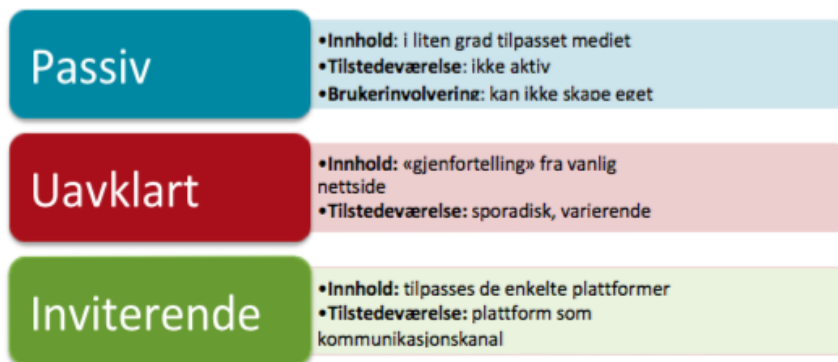 Passiv
•Innhold: i liten grad tilpasset mediet
•Tilstedeværelse: ikke aktiv
•Brukerinvolvering: kan ikke skape eget
Uavklart
•Innhold: «gjenfortelling» fra vanlig
nettside
•Tilstedeværelse: sporadisk, varierende
Inviterende
•Innhold: tilpasses de enkelte plattformer
•Tilstedeværelse: plattform som
kommunikasjonskanal